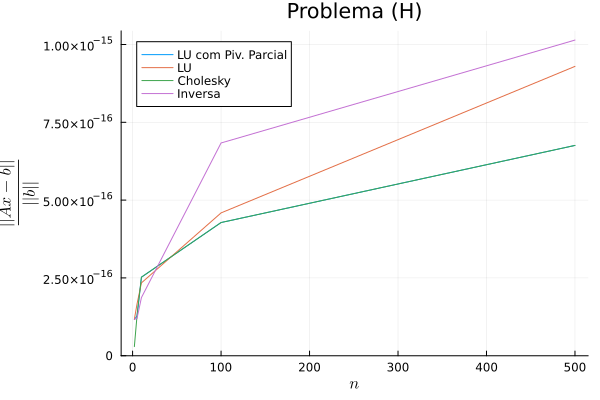 Problema (H)
1.00×10⁻¹⁵
7.50×10⁻¹⁶
5.00×10⁻¹⁶
2.50×10⁻¹⁶
0
LU com Piv. Parcial
LU
Cholesky
Inversa
||Ax − b||
||b||
0 100 200 300 400 500
n